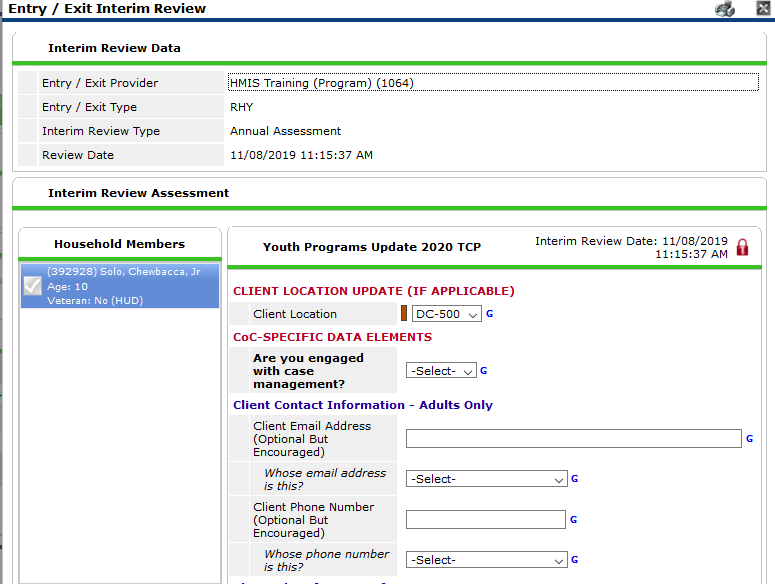 Entry / Exit Interim Review
Interim Review Data
Entry / Exit Provider
HMIS Training (Program) (1064)
Entry / Exit Type
RHY
Interim Review Type
Annual Assessment
Review Date
11/08/2019 11:15:37 AM
Interim Review Assessment
Household Members
(392928) Solo, Chewbacca, Jr
Age: 10
Veteran: No (HUD)
Youth Programs Update 2020 TCP
Interim Review Date: 11/08/2019
11:15:37 AM
CLIENT LOCATION UPDATE (IF APPLICABLE)
Client Location
DC-500
G
CoC-SPECIFIC DATA ELEMENTS
Are you engaged
with case
management?
-Select-
G
Client Contact Information - Adults Only
Client Email Address
(Optional But
Encouraged)
G
Whose email address
is this?
-Select-
G
Client Phone Number
(Optional But
Encouraged)
G
Whose phone number
is this?
-Select-
G